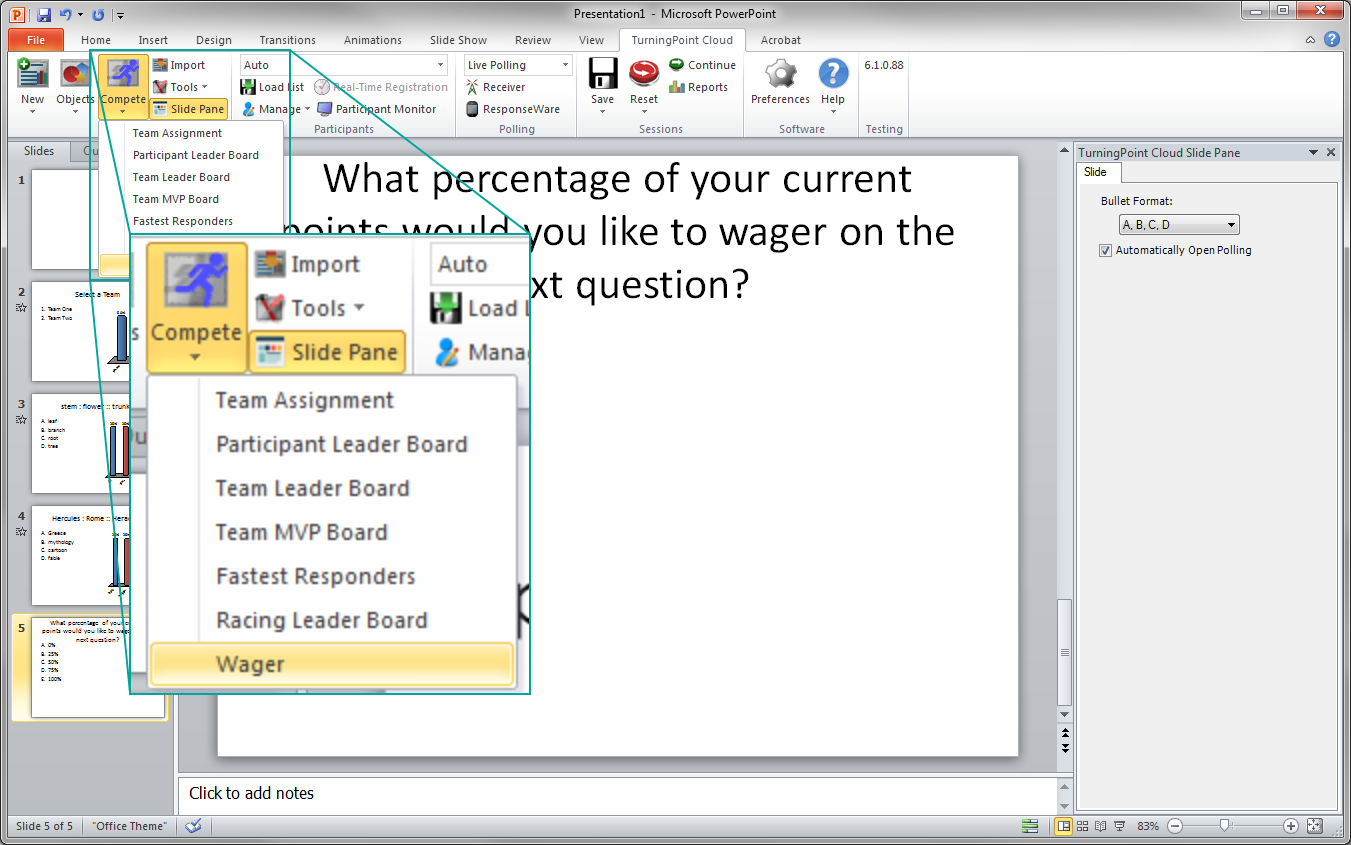 Presentation1 - Microsoft PowerPoint
File Home Insert Design Transitions Animations Slide Show Review View TurningPoint Cloud Acrobat
New Objects Compete
Import
Tools
Slide Pane
Auto
Load List Real-Time Registration
Manage Participant Monitor
Participants
Live Polling
Receiver
ResponseWare
Polling
Save Reset
Continue
Reports
Sessions
Preferences Help
Software
6.1.0.88
Testing
Team Assignment
Participant Leader Board
Team Leader Board
Team MVP Board
Fastest Responders
Slides
1
2
Select a Team
1. Team One
2. Team Two
3
stem : flower :: trunk
A. leaf
B. branch
C. root
D. tree
4
Hercules : Rome ::
A. Greece
B. mythology
C. cartoon
D. fable
5
What percentage of your
points would you like to
next question?
A. 0%
B. 25%
C. 50%
D. 75%
E. 100%
Compete
Import
Tools
Slide Pane
Auto
Load
Team Assignment
Participant Leader Board
Team Leader Board
Team MVP Board
Fastest Responders
Racing Leader Board
Wager
What percentage of your current
points would you like to wager on the
question?
TurningPoint Cloud Slide Pane
Slide
Bullet Format:
A, B, C, D
Automatically Open Polling
Click to add notes
Slide 5 of 5 "Office Theme" 83%